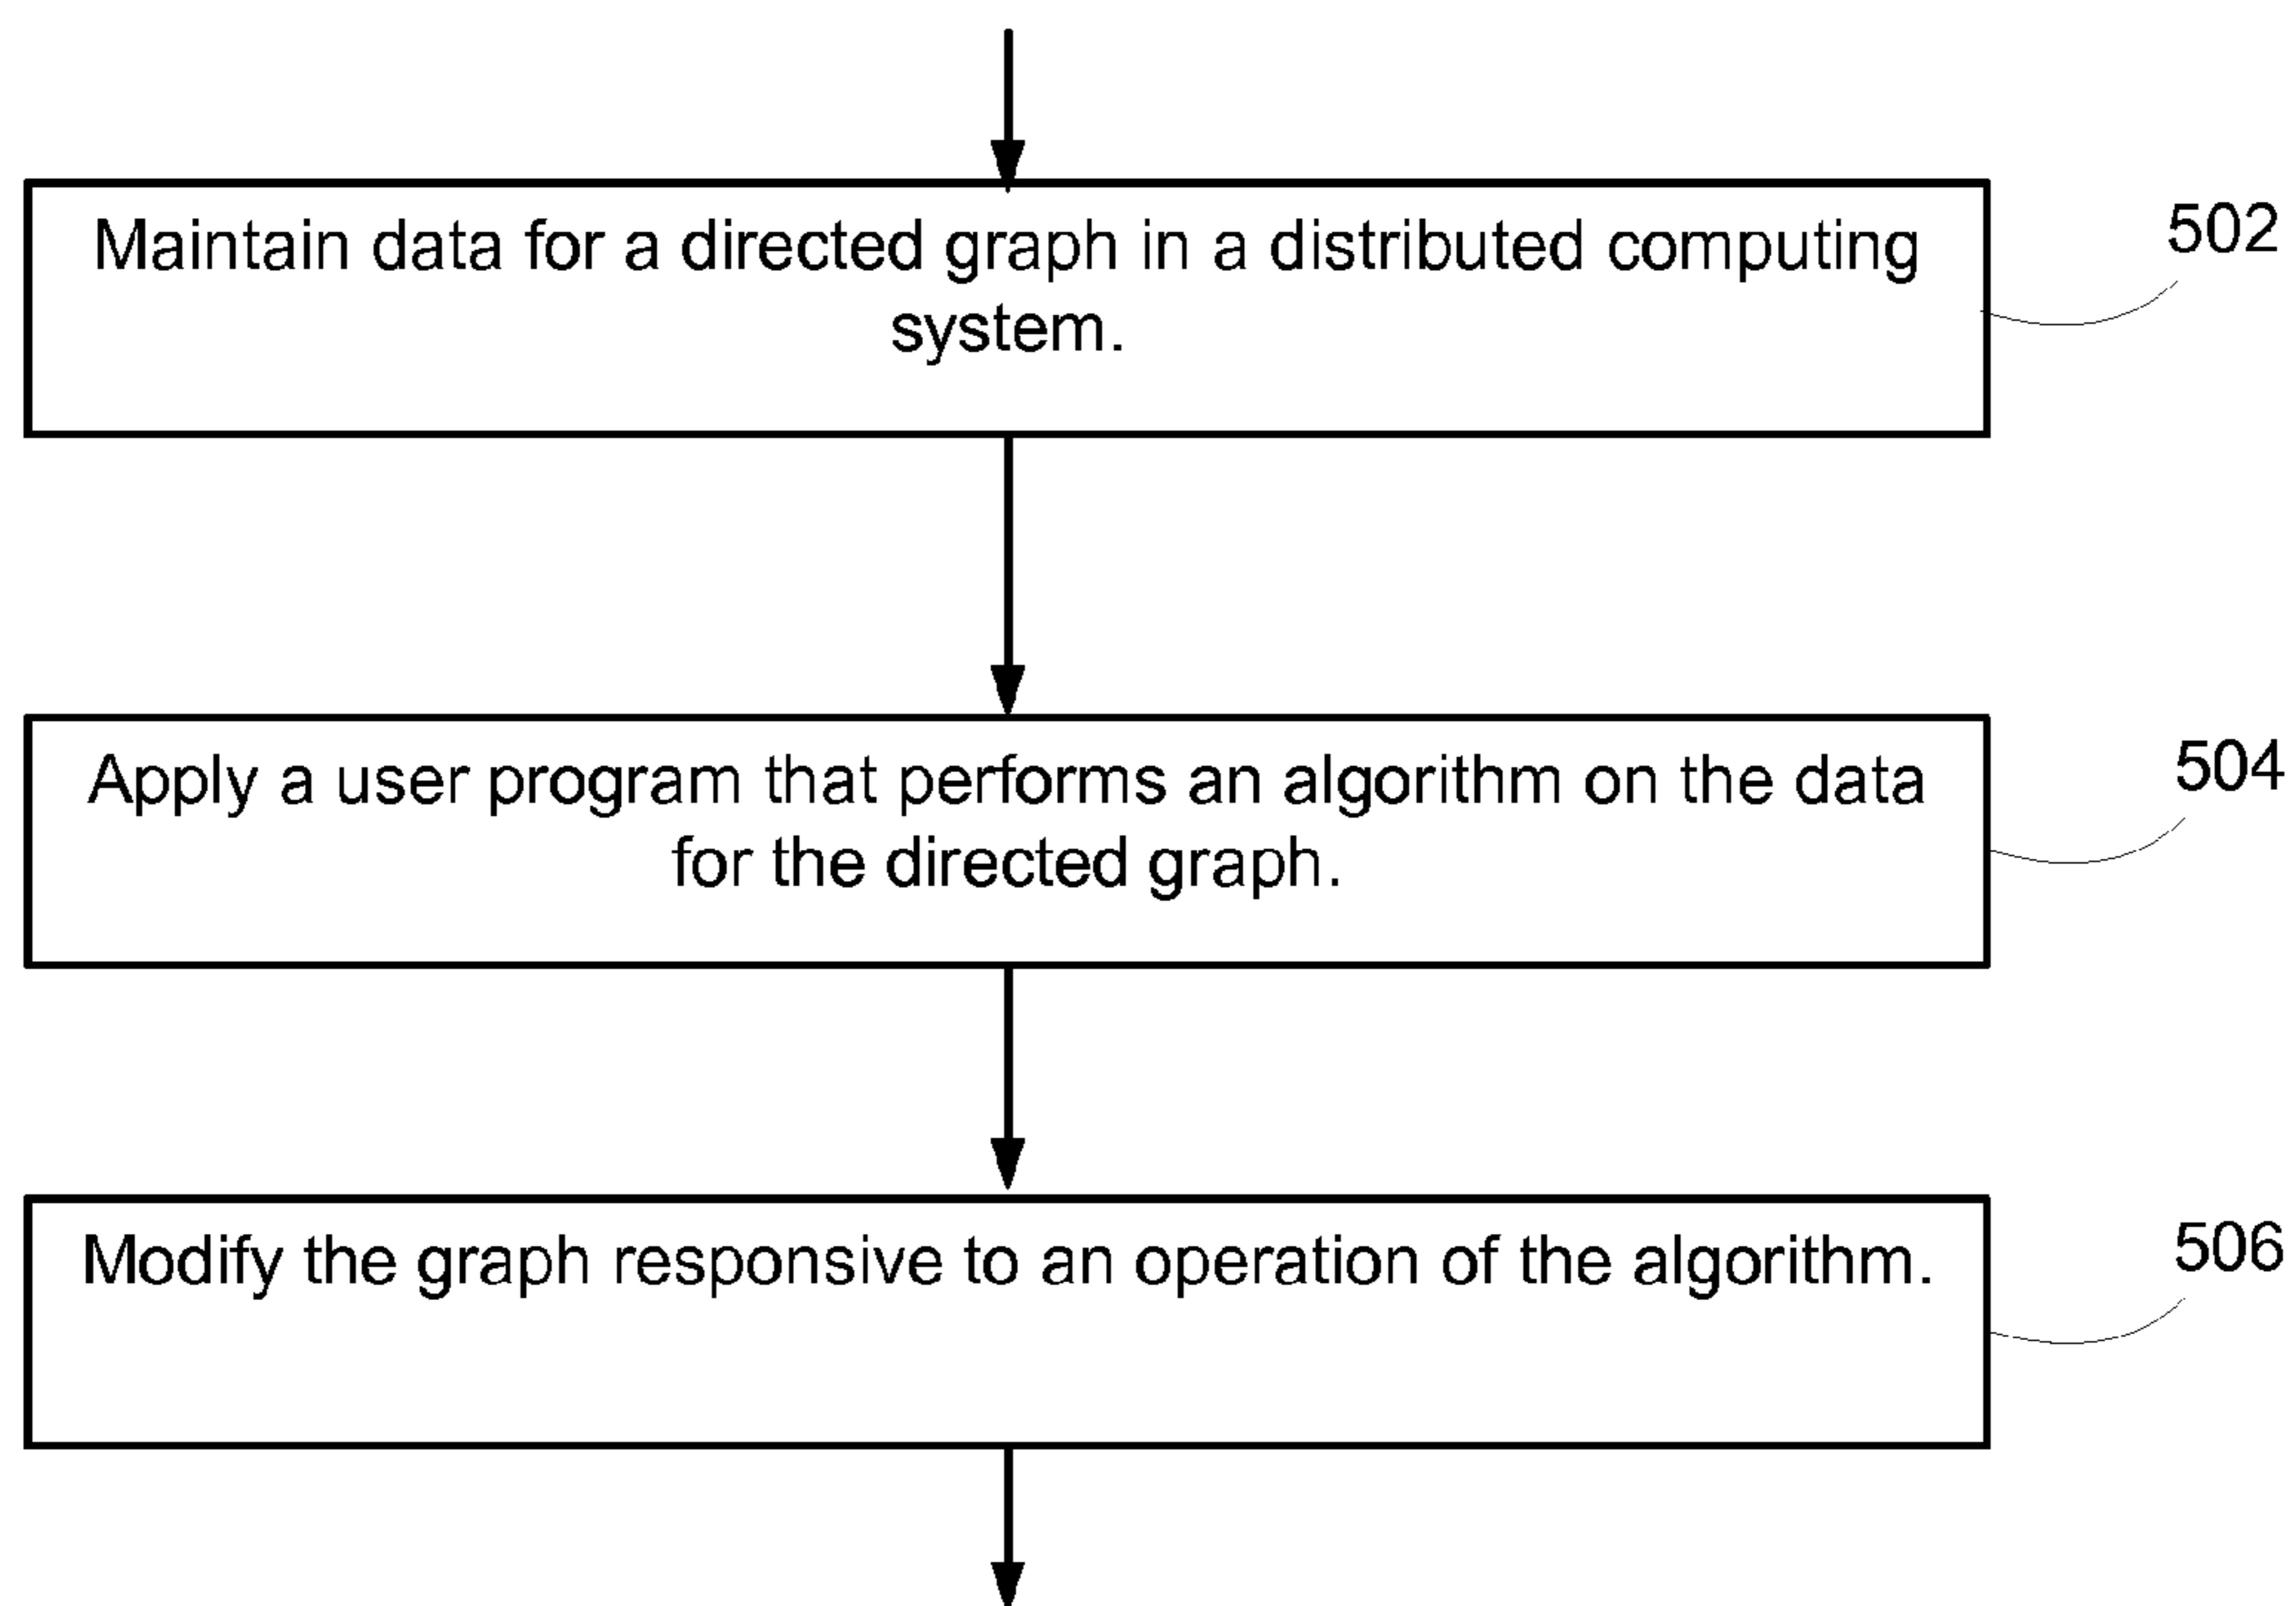 Maintain data for a directed graph in a distributed computing
system.
502
Apply a user program that performs an algorithm on the data
for the directed graph.
504
Modify the graph responsive to an operation of the algorithm.
506